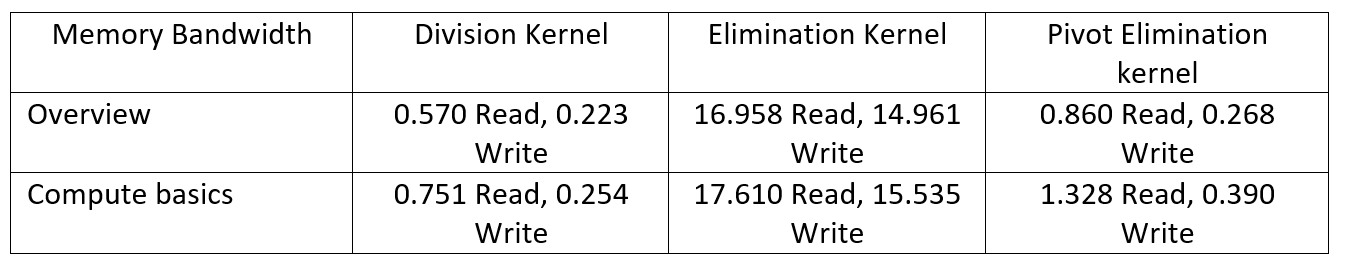 Memory Bandwidth
Division Kernel
Elimination Kernel
Pivot Elimination
kernel
Overview
0.570 Read, 0.223
Write
16.958 Read, 14.961
Write
0.860 Read, 0.268
Write
Compute basics
0.751 Read, 0.254
Write
17.610 Read, 15.535
Write
1.328 Read, 0.390
Write